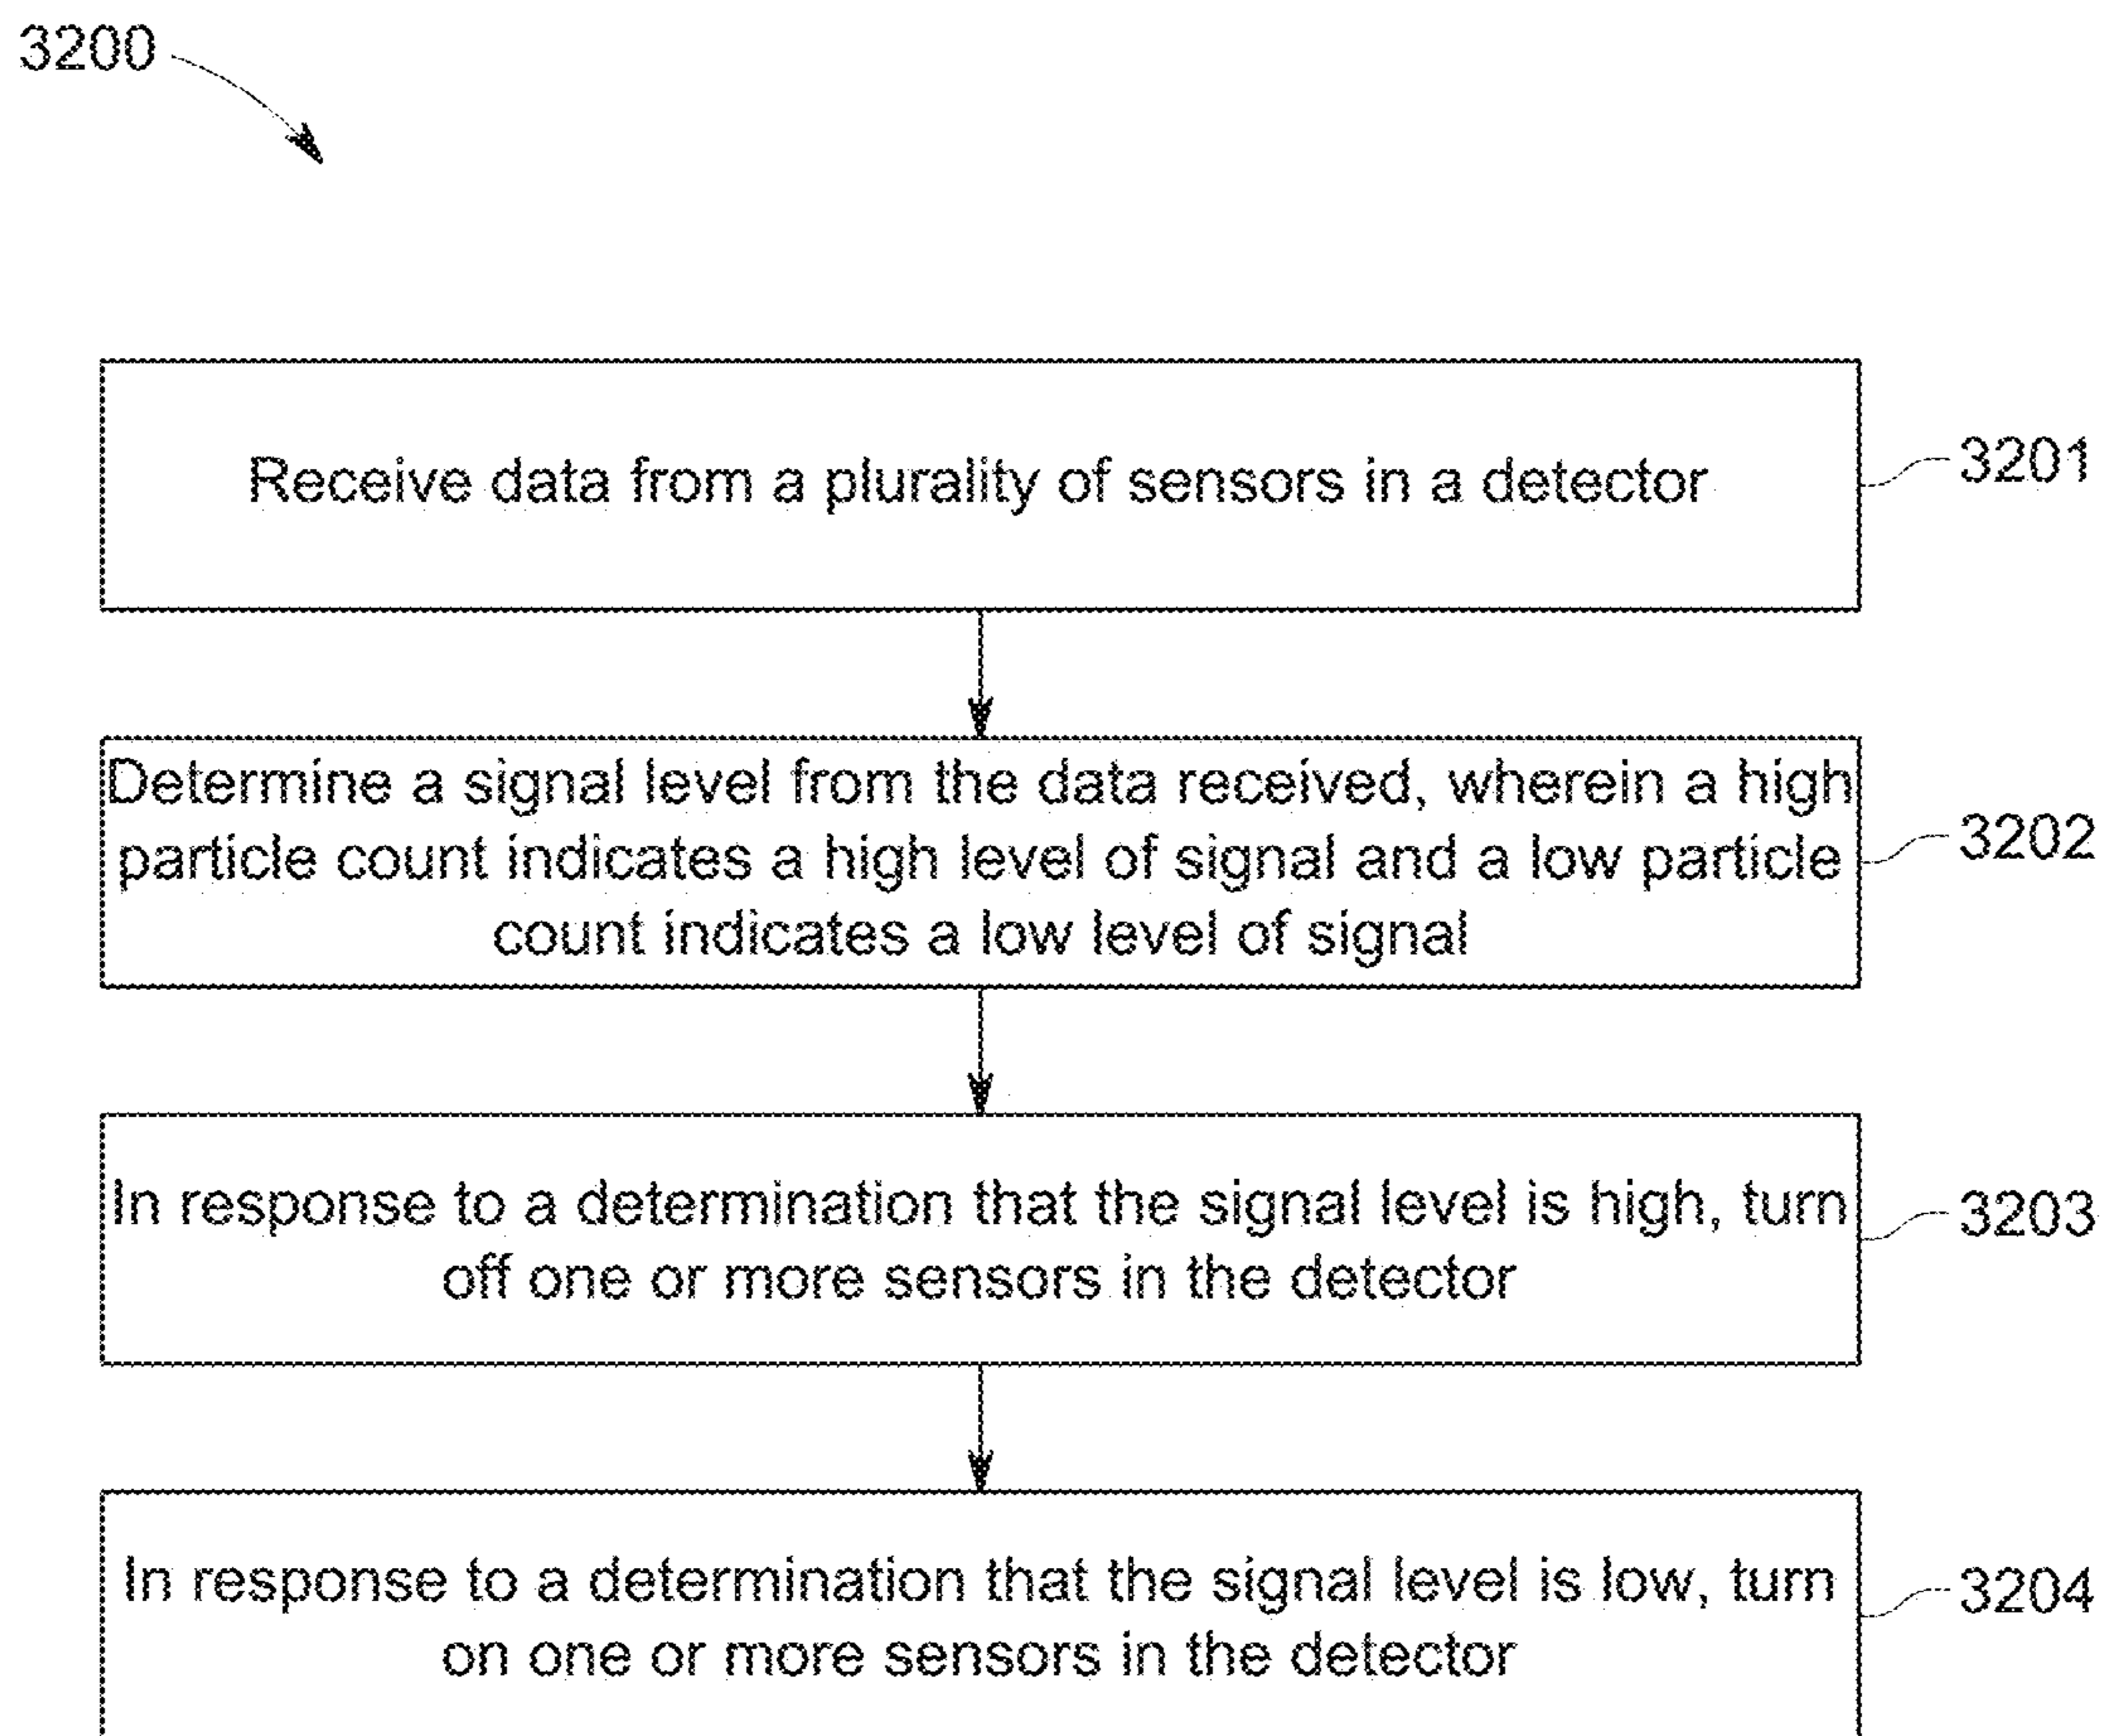 3200
Receive data from a plurality of sensors in a detector
3201
Determine a signal level from the data received, wherein a high
particle count indicates a high level of signal and a low particle
count indicates a low level of signal
3202
In response to a determination that the signal level is high, turn
off one or more sensors in the detector
3203
In response to a determination that the signal level is low, turn
on one or more sensors in the detector
3204